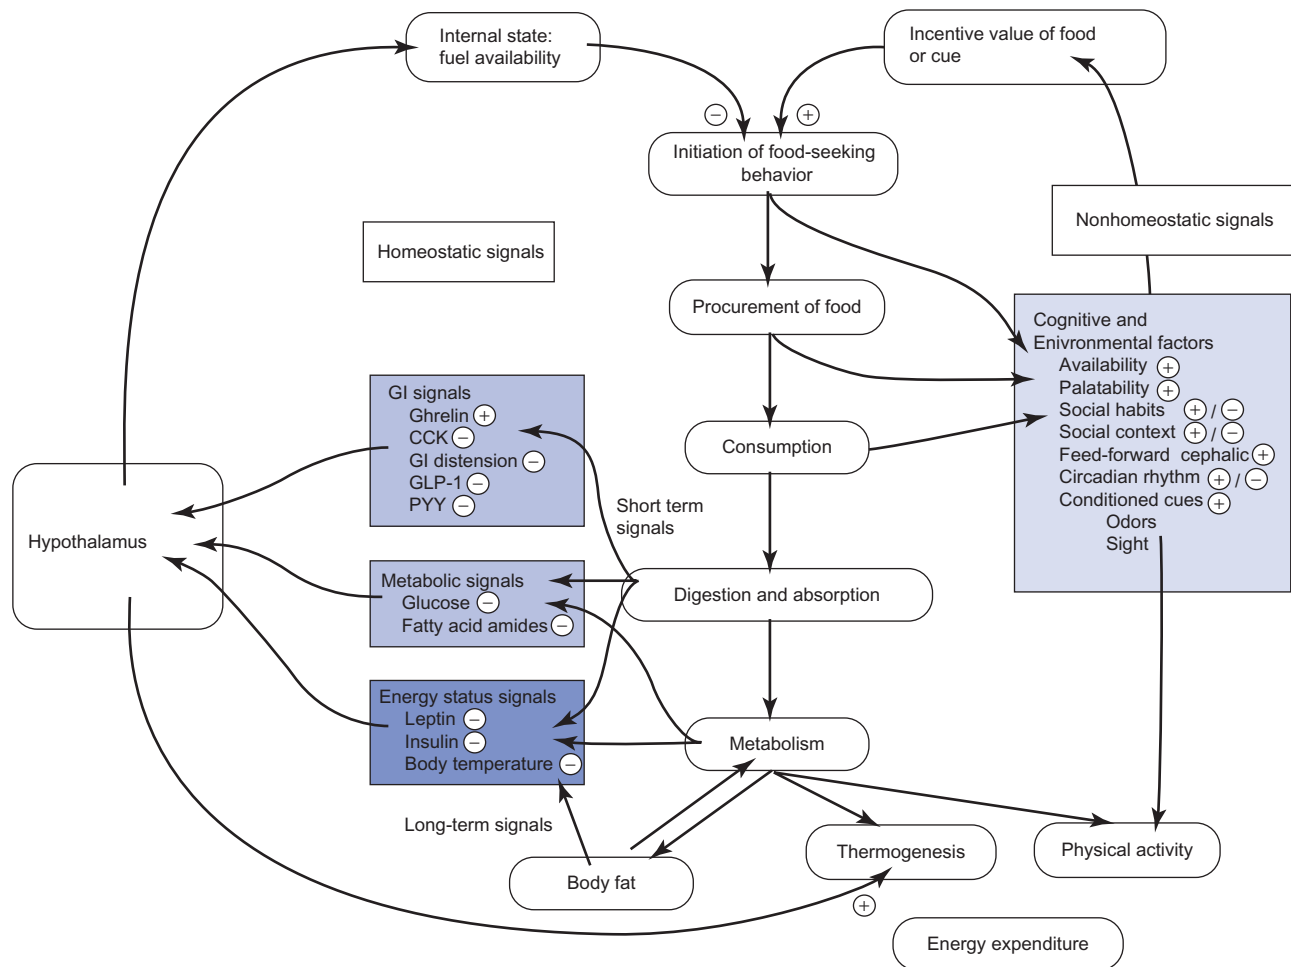 Internal state:
fuel availability
Incentive value of food
or cue
− +
Initiation of food-seeking
behavior
Homeostatic signals
Nonhomeostatic signals
Procurement of food
Cognitive and
Enivronmental factors
Availability +
Palatability +
Social habits + / −
Social context + / −
Feed-forward cephalic +
Circadian rhythm + / −
Conditioned cues +
Odors
Sight
GI signals
Ghrelin +
CCK −
GI distension −
GLP-1 −
PYY −
Consumption
Short term
signals
Hypothalamus
Metabolic signals
Glucose −
Fatty acid amides −
Digestion and absorption
Energy status signals
Leptin −
Insulin −
Body temperature −
Metabolism
Long-term signals
Body fat
Thermogenesis
+
Physical activity
Energy expenditure